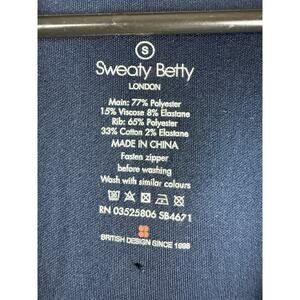 S
Sweaty Betty
LONDON
Main: 77% Polyester
15% Viscose 8% Elastane
Rib: 65% Polyester
33% Cotton 2% Elastane
MADE IN CHINA
Fasten zipper
before washing
Wash with similar colours
RN 03525806 SB4671
BRITISH DESIGN SINCE 1998